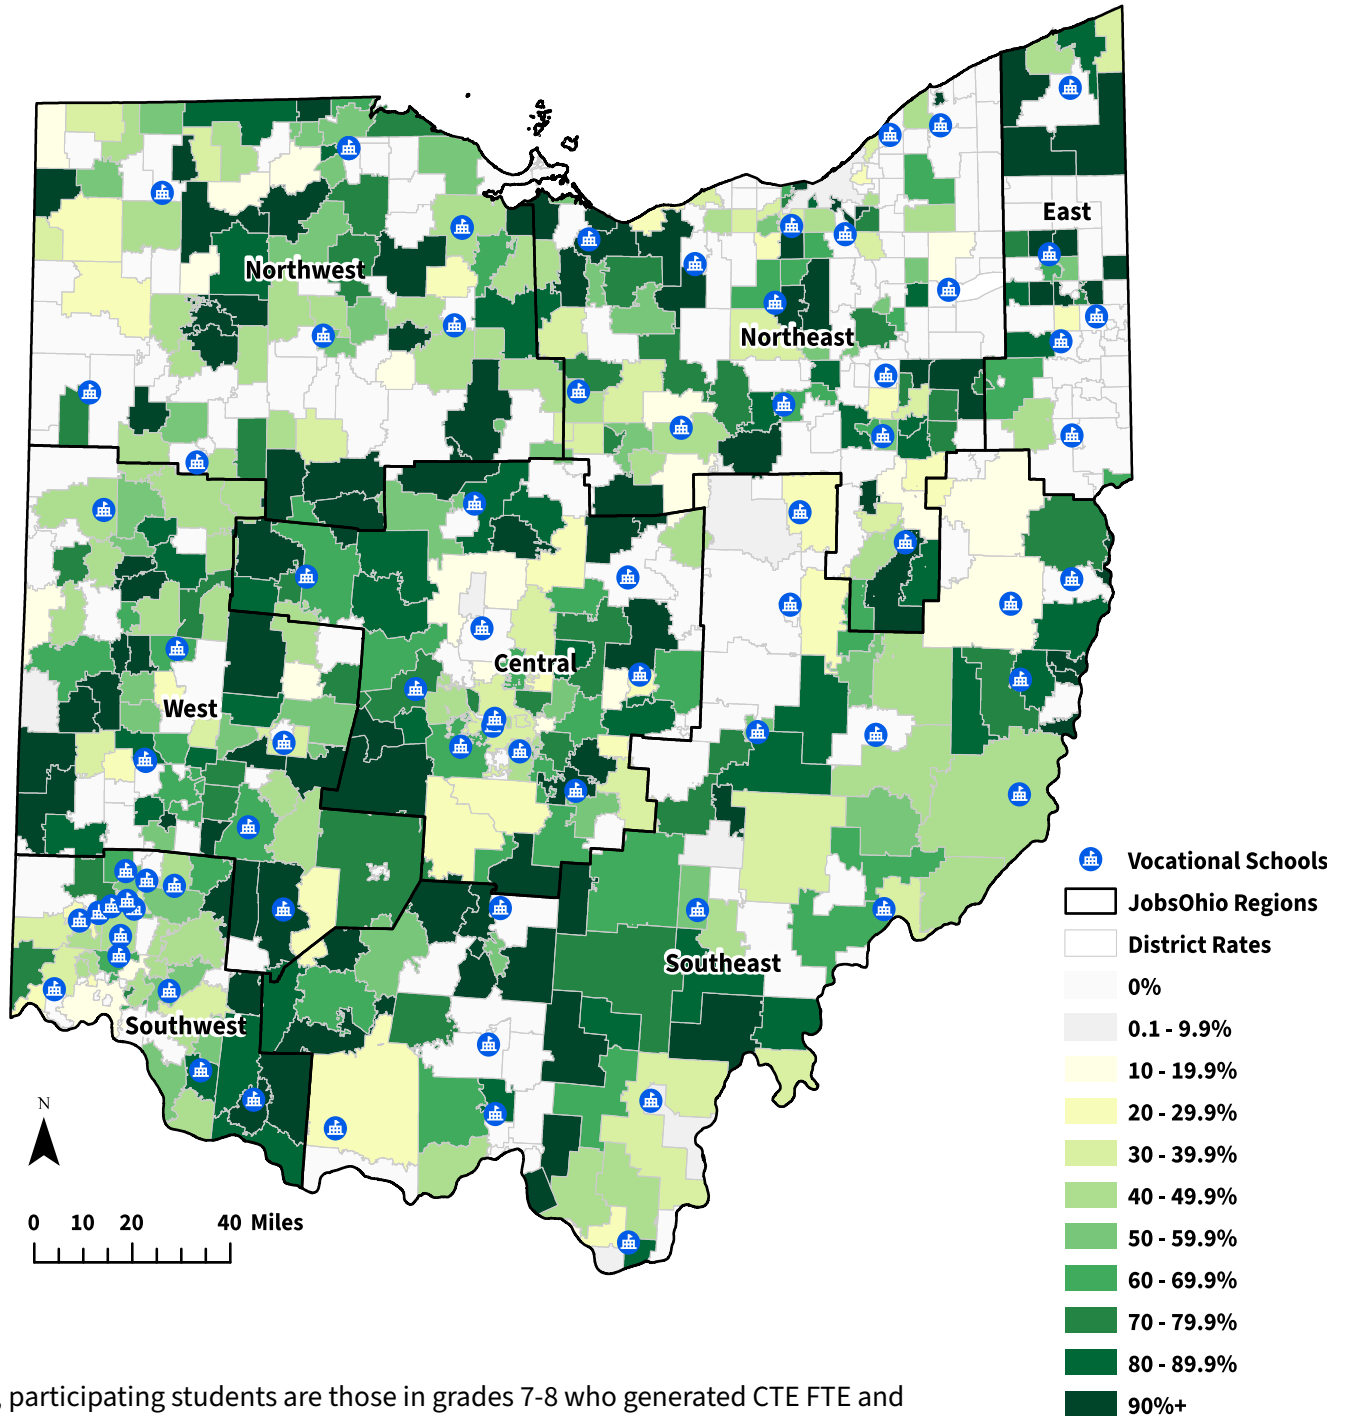 East
Northwest
Northeast
Central
West
Southeast
Southwest
N
0 10 20 40 Miles
Vocational Schools
JobsOhio Regions
District Rates
0%
0.1 - 9.9%
10 - 19.9%
20 - 29.9%
30 - 39.9%
40 - 49.9%
50 - 59.9%
60 - 69.9%
70 - 79.9%
80 - 89.9%
90%+
, participating students are those in grades 7-8 who generated CTE FTE and